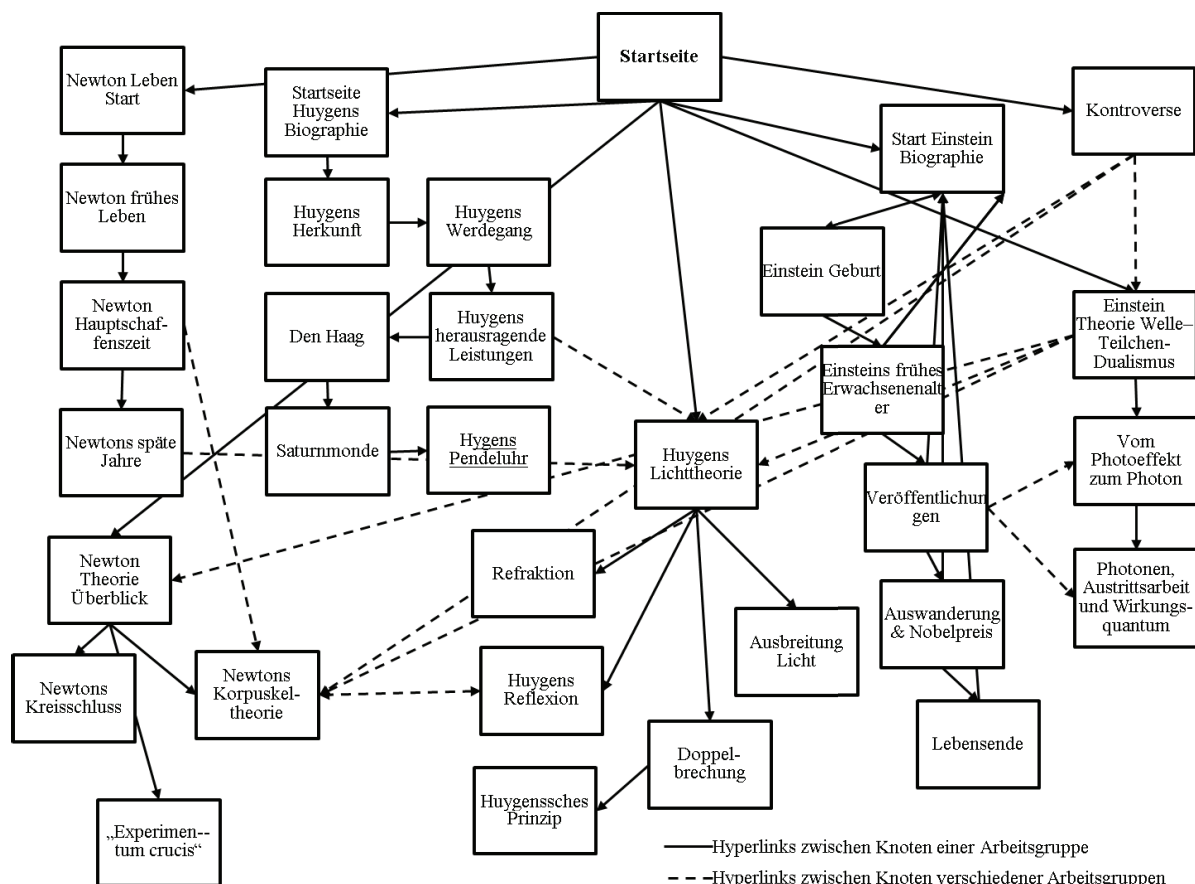 Startseite
Newton Leben
Start
Startseite
Huygens
Biographie
Start Einstein
Biographie
Kontroverse
Newton frühes
Leben
Huygens
Herkunft
Huygens
Werdegang
Einstein Geburt
Newton
Hauptschaf-
fenszeit
Den Haag
Huygens
herausragende
Leistungen
Einstein
Theorie Welle–
Teilchen-
Dualismus
Einsteins frühes
Erwachsenenalt
er
Newtons späte
Jahre
Saturnmonde
Hygens
Pendeluhr
Huygens
Lichttheorie
Vom
Photoeffekt
zum Photon
Veröffentlichun
gen
Newton
Theorie
Überblick
Refraktion
Photonen,
Austrittsarbeit
und Wirkungs-
quantum
Auswanderung
& Nobelpreis
Ausbreitung
Licht
Newtons
Kreisschluss
Newtons
Korpuskel-
theorie
Huygens
Reflexion
Lebensende
Doppel-
brechung
Huygenssches
Prinzip
„Experimen--
tum crucis“
Hyperlinks zwischen Knoten einer Arbeitsgruppe
Hyperlinks zwischen Knoten verschiedener Arbeitsgruppen